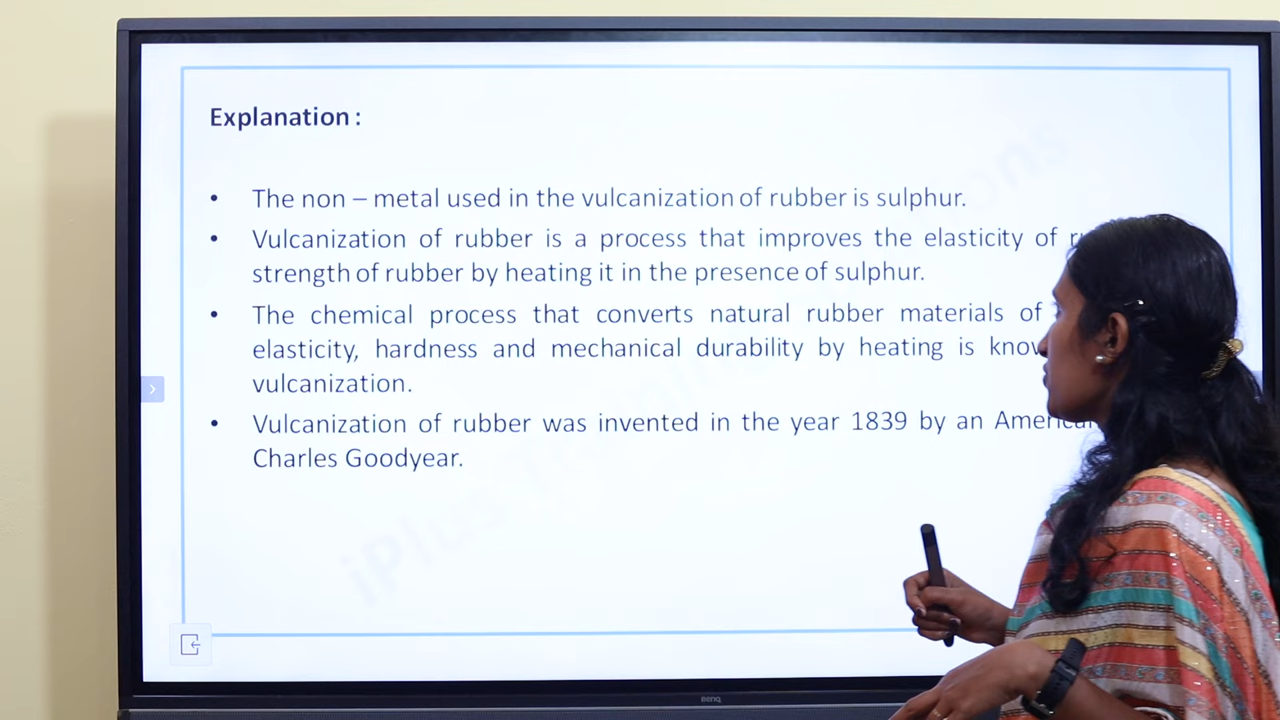 Explanation :
• The non – metal used in the vulcanization of rubber is sulphur.
• Vulcanization of rubber is a process that improves the elasticity of
strength of rubber by heating it in the presence of sulphur.
• The chemical process that converts natural rubber materials of
elasticity, hardness and mechanical durability by heating is
vulcanization.
• Vulcanization of rubber was invented in the year 1839 by an American
Charles Goodyear.
BenQ